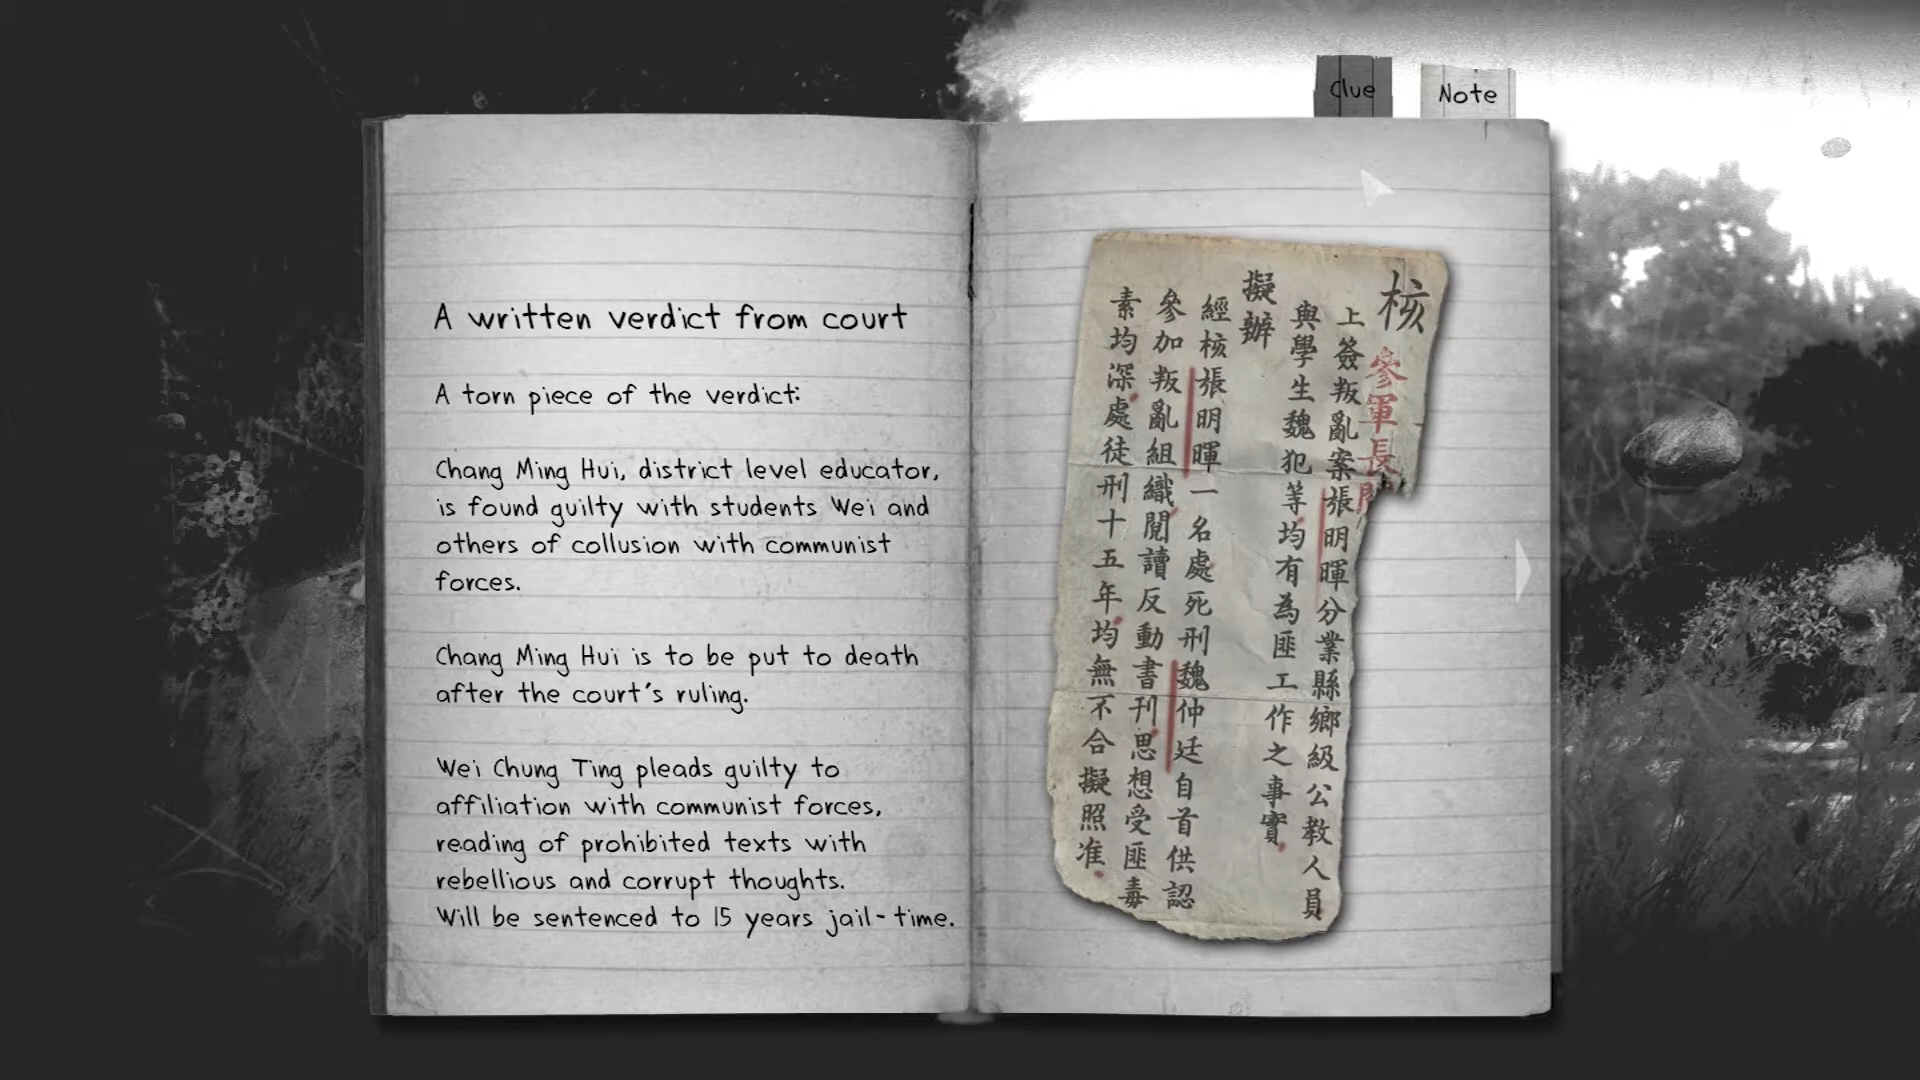 Clue
Note
A written verdict from court
A torn piece of the verdict:
Chang Ming Hui, district level educator,
is found guilty with students Wei and
others of collusion with communist
forces.
Chang Ming Hui is to be put to death
after the court's ruling.
Wei Chung Ting pleads guilty to
affiliation with communist forces,
reading of prohibited texts with
rebellious and corrupt thoughts.
Will be sentenced to 15 years jail-time.
核
參軍長
上簽叛亂案張明暉分業縣鄉級公教人員
與學生魏犯等均有為匪工作之事實
擬辦
經核張明暉一名處死刑魏仲廷自首供認
參加叛亂組織閱讀反動書刊思想受匪毒
素均深處徒刑十五年均無不合擬照准